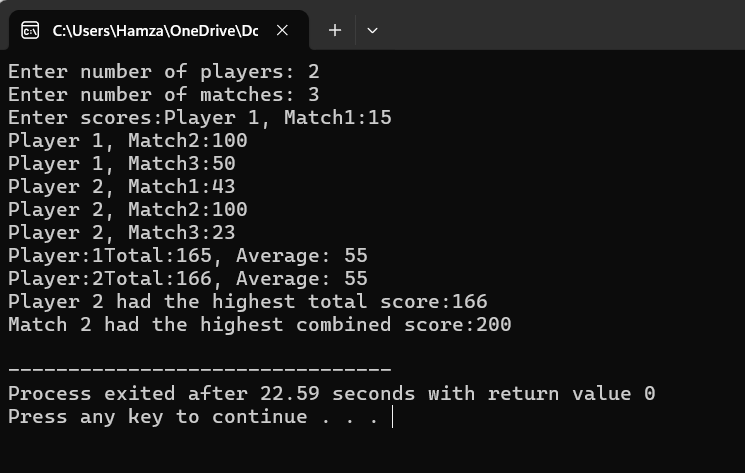 C:\Users\Hamza\OneDrive\Dc
Enter number of players: 2
Enter number of matches: 3
Enter scores:Player 1, Match1:15
Player 1, Match2:100
Player 1, Match3:50
Player 2, Match1:43
Player 2, Match2:100
Player 2, Match3:23
Player:1Total:165, Average: 55
Player:2Total:166, Average: 55
Player 2 had the highest total score:166
Match 2 had the highest combined score:200
--------------------------------
Process exited after 22.59 seconds with return value 0
Press any key to continue . . .